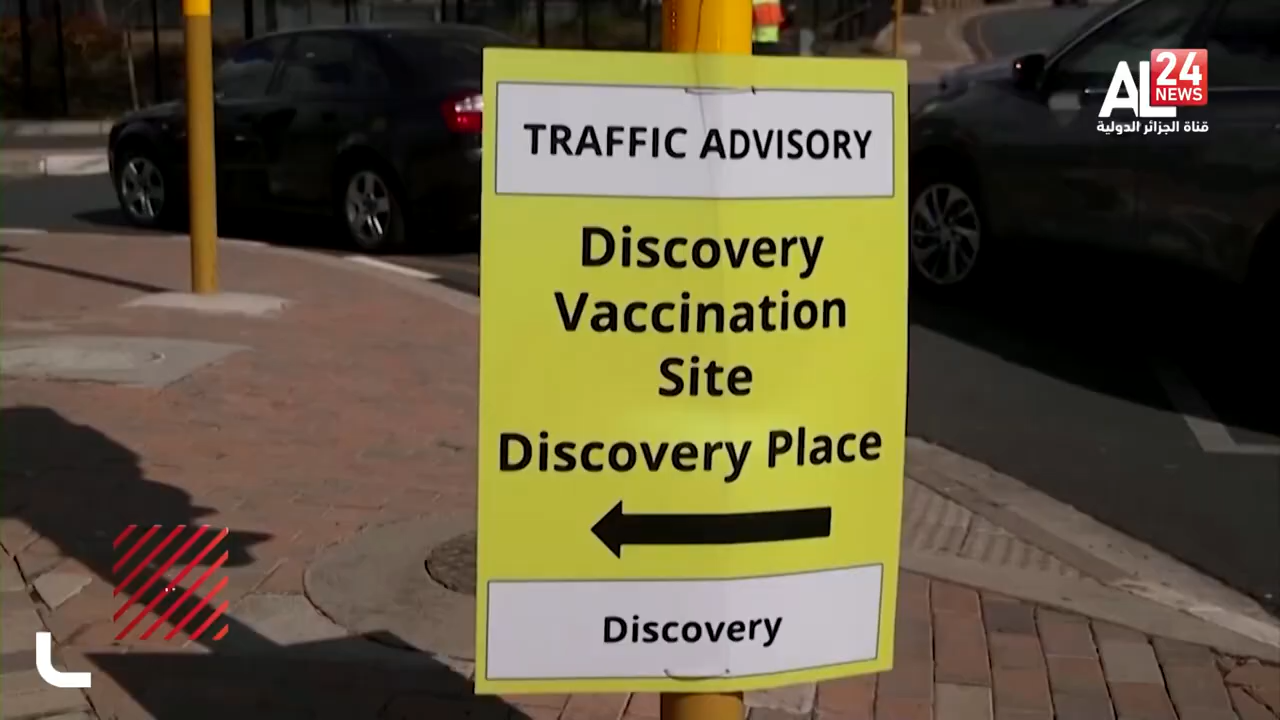 AL
24
NEWS
قناة الجزائر الدولية
TRAFFIC ADVISORY
Discovery
Vaccination
Site
Discovery Place
Discovery